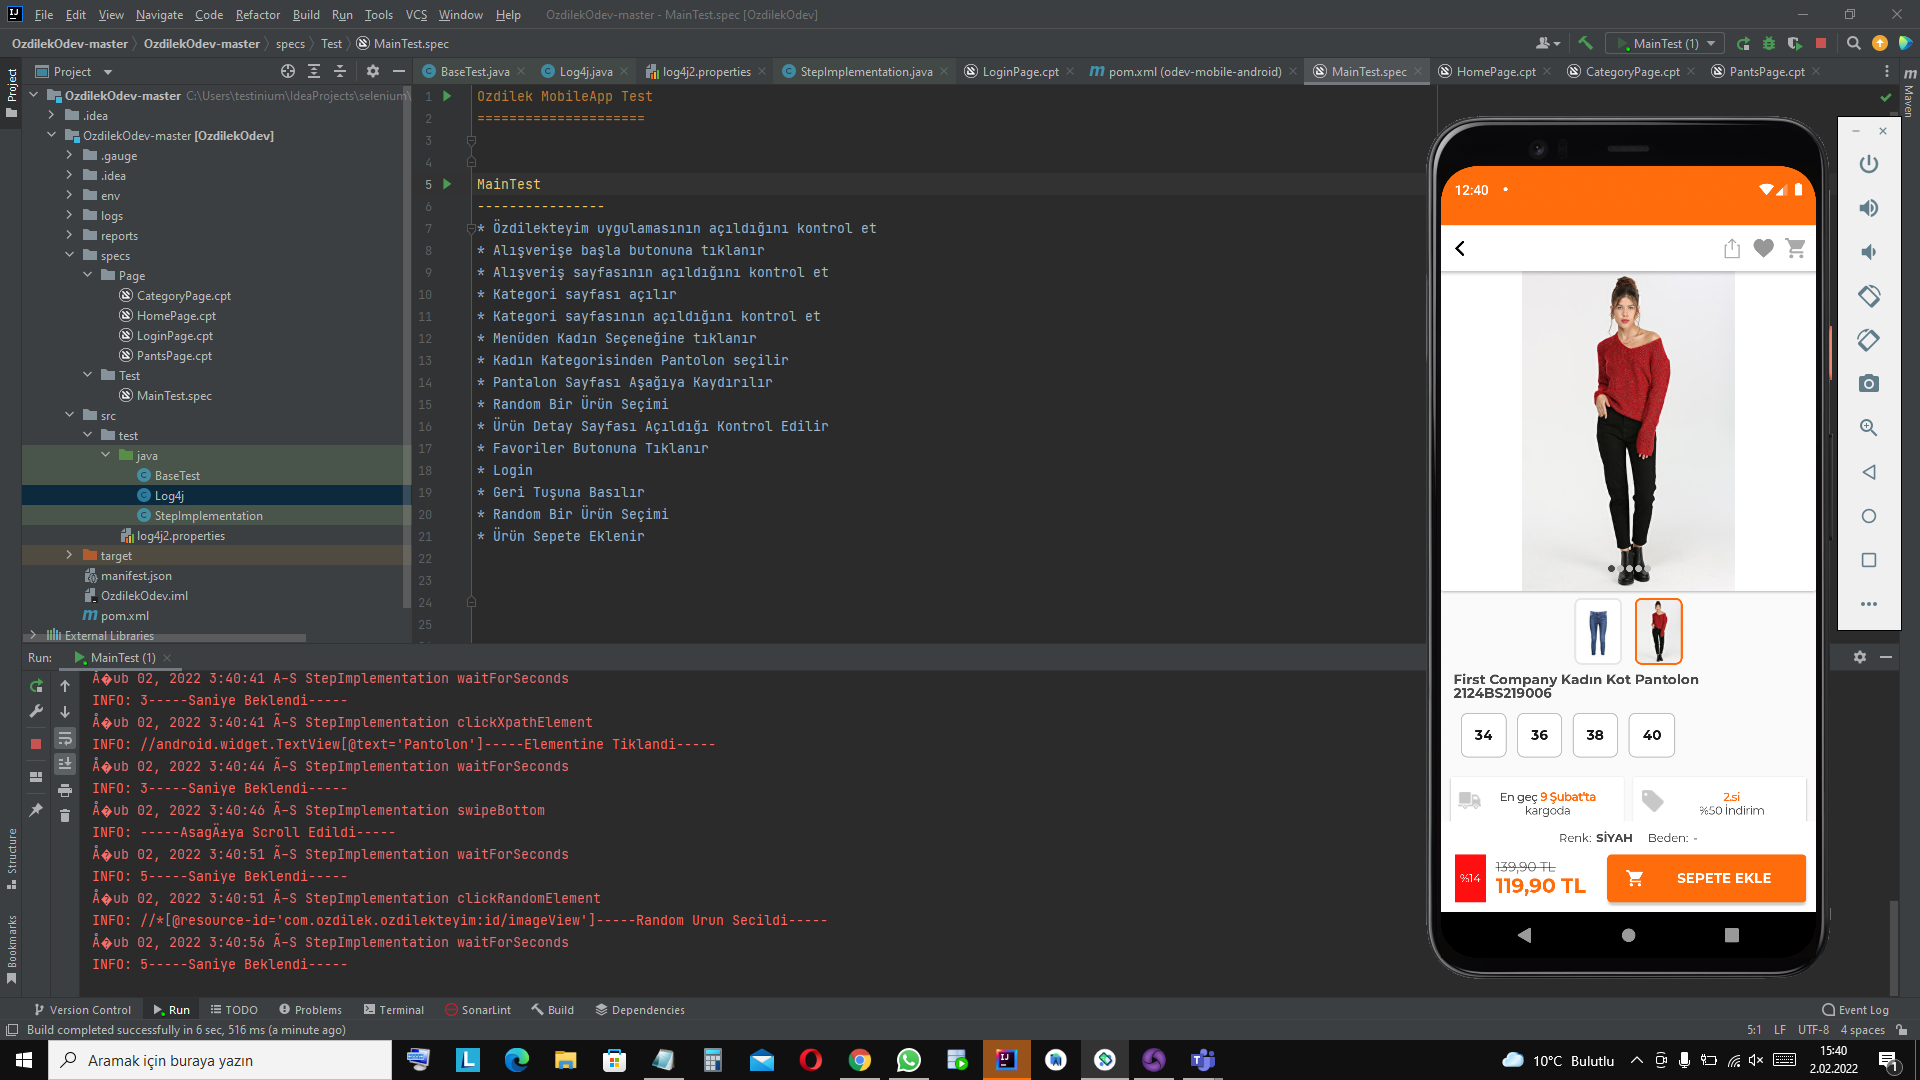 File Edit View Navigate Code Refactor Build Run Tools VCS Window Help OzdilekOdev-master - MainTest.spec [OzdilekOdev]
OzdilekOdev-master OzdilekOdev-master specs Test MainTest.spec
MainTest (1)
Project
BaseTest.java Log4j.java log4j2.properties StepImplementation.java LoginPage.cpt pom.xml (odev-mobile-android) MainTest.spec HomePage.cpt CategoryPage.cpt PantsPage.cpt
Project
Maven
OzdilekOdev-master C:\Users\testinium\IdeaProjects\selenium\
.idea
OzdilekOdev-master [OzdilekOdev]
.gauge
.idea
env
logs
reports
specs
Page
CategoryPage.cpt
HomePage.cpt
LoginPage.cpt
PantsPage.cpt
Test
MainTest.spec
src
test
java
BaseTest
Log4j
StepImplementation
log4j2.properties
target
manifest.json
OzdilekOdev.iml
pom.xml
External Libraries
1 Ozdilek MobileApp Test
2 =====================
3
4
5 MainTest
6 ----------------
7 * Özdilekteyim uygulamasının açıldığını kontrol et
8 * Alışverişe başla butonuna tıklanır
9 * Alışveriş sayfasının açıldığını kontrol et
10 * Kategori sayfası açılır
11 * Kategori sayfasının açıldığını kontrol et
12 * Menüden Kadın Seçeneğine tıklanır
13 * Kadın Kategorisinden Pantolon seçilir
14 * Pantalon Sayfası Aşağıya Kaydırılır
15 * Random Bir Ürün Seçimi
16 * Ürün Detay Sayfası Açıldığı Kontrol Edilir
17 * Favoriler Butonuna Tıklanır
18 * Login
19 * Geri Tuşuna Basılır
20 * Random Bir Ürün Seçimi
21 * Ürün Sepete Eklenir
22
23
24
25
12:40
First Company Kadın Kot Pantolon
2124BS219006
34 36 38 40
En geç 9 Şubat'ta
kargoda
2.si
%50 İndirim
Renk: SİYAH Beden: -
%14
139,90 TL
119,90 TL
SEPETE EKLE
Run: MainTest (1)
Å�ub 02, 2022 3:40:41 Ã-S StepImplementation waitForSeconds
INFO: 3-----Saniye Beklendi-----
Å�ub 02, 2022 3:40:41 Ã-S StepImplementation clickXpathElement
INFO: //android.widget.TextView[@text='Pantolon']-----Elementine Tiklandi-----
Å�ub 02, 2022 3:40:44 Ã-S StepImplementation waitForSeconds
INFO: 3-----Saniye Beklendi-----
Å�ub 02, 2022 3:40:46 Ã-S StepImplementation swipeBottom
INFO: -----AsagÄ±ya Scroll Edildi-----
Å�ub 02, 2022 3:40:51 Ã-S StepImplementation waitForSeconds
INFO: 5-----Saniye Beklendi-----
Å�ub 02, 2022 3:40:51 Ã-S StepImplementation clickRandomElement
INFO: //*[@resource-id='com.ozdilek.ozdilekteyim:id/imageView']-----Random Urun Secildi-----
Å�ub 02, 2022 3:40:56 Ã-S StepImplementation waitForSeconds
INFO: 5-----Saniye Beklendi-----
Structure
Bookmarks
Version Control Run TODO Problems Terminal SonarLint Build Dependencies Event Log
Build completed successfully in 6 sec, 516 ms (a minute ago) 5:1 LF UTF-8 4 spaces
Aramak için buraya yazın
10°C Bulutlu
15:40
2.02.2022
1